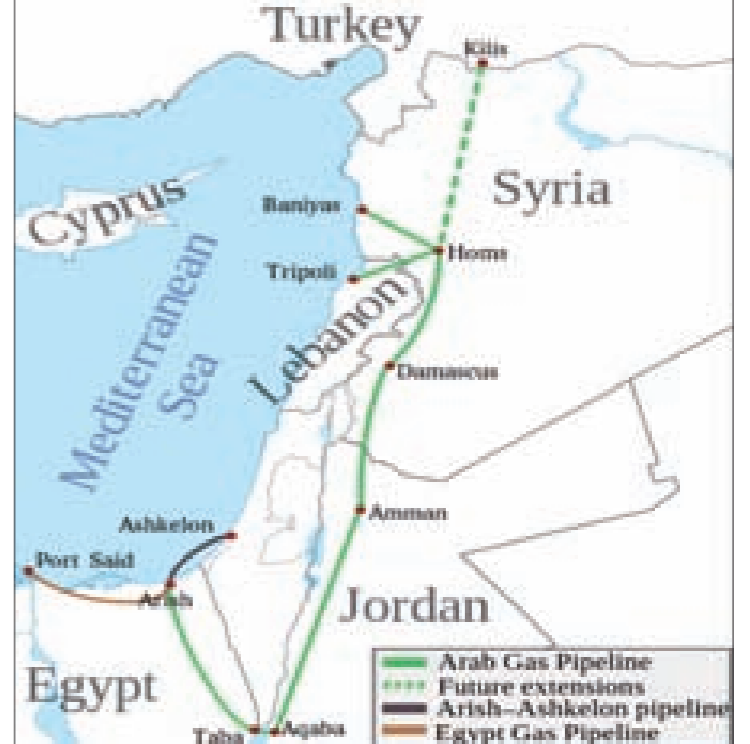 Turkey
Kilis
Syria
Cyprus
Baniyas
Homs
Tripoli
Lebanon
Mediterranean
Sea
Damascus
Ashkelon
Amman
Port Said
Arish
Jordan
Egypt
Taba
Aqaba
Arab Gas Pipeline
Future extensions
Arish–Ashkelon pipeline
Egypt Gas Pipeline